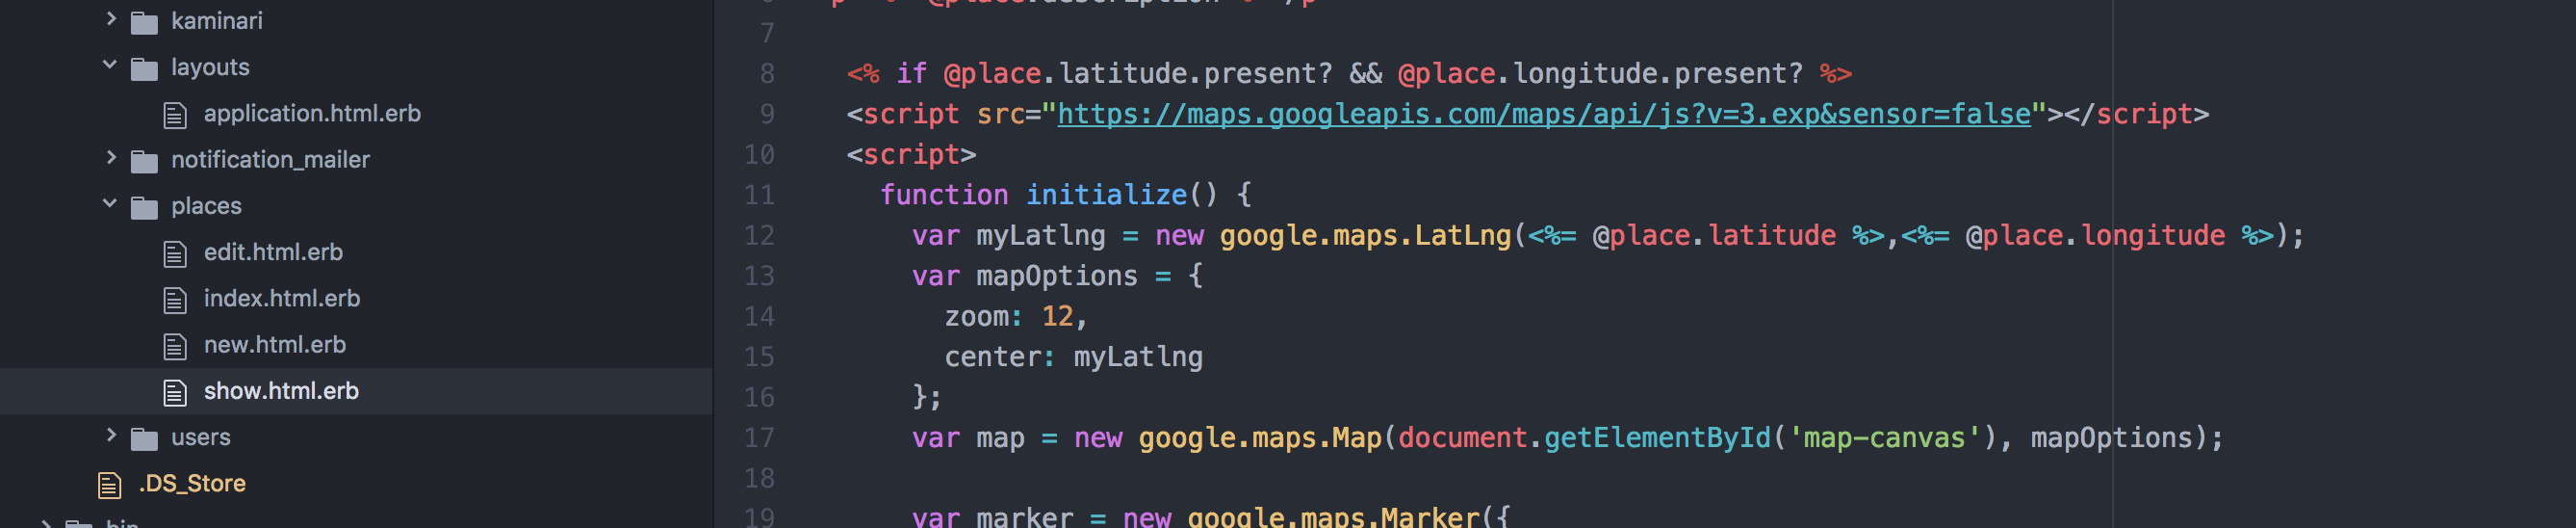 kaminari
layouts
application.html.erb
notification_mailer
places
edit.html.erb
index.html.erb
new.html.erb
show.html.erb
users
.DS_Store
bin
7
8 <% if @place.latitude.present? && @place.longitude.present? %>
9 <script src="https://maps.googleapis.com/maps/api/js?v=3.exp&sensor=false"></script>
10 <script>
11 function initialize() {
12 var myLatlng = new google.maps.LatLng(<%= @place.latitude %>,<%= @place.longitude %>);
13 var mapOptions = {
14 zoom: 12,
15 center: myLatlng
16 };
17 var map = new google.maps.Map(document.getElementById('map-canvas'), mapOptions);
18
19 var marker = new google.maps.Marker({